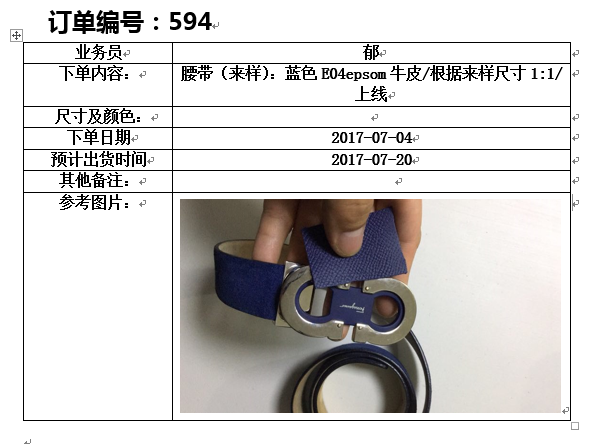 订单编号：594
业务员 郁
下单内容： 腰带（来样）：蓝色 E04epsom 牛皮/根据来样尺寸 1:1/
上线
尺寸及颜色：
下单日期 2017-07-04
预计出货时间 2017-07-20
其他备注：
参考图片：